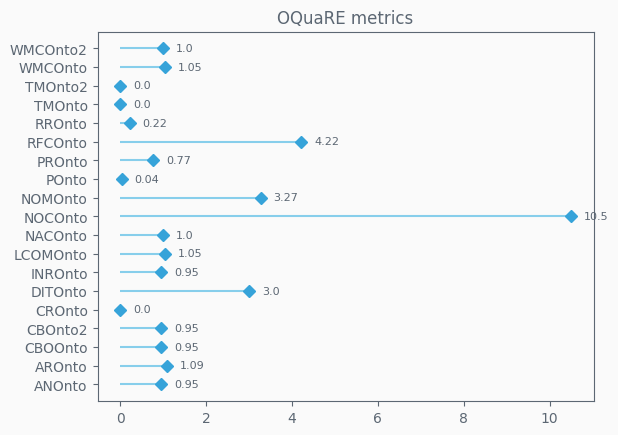 OQuaRE metrics
WMCOnto2 1.0
WMCOnto 1.05
TMOnto2 0.0
TMOnto 0.0
RROnto 0.22
RFCOnto 4.22
PROnto 0.77
POnto 0.04
NOMOnto 3.27
NOCOnto 10.5
NACOnto 1.0
LCOMOnto 1.05
INROnto 0.95
DITOnto 3.0
CROnto 0.0
CBOnto2 0.95
CBOOnto 0.95
AROnto 1.09
ANOnto 0.95
0 2 4 6 8 10